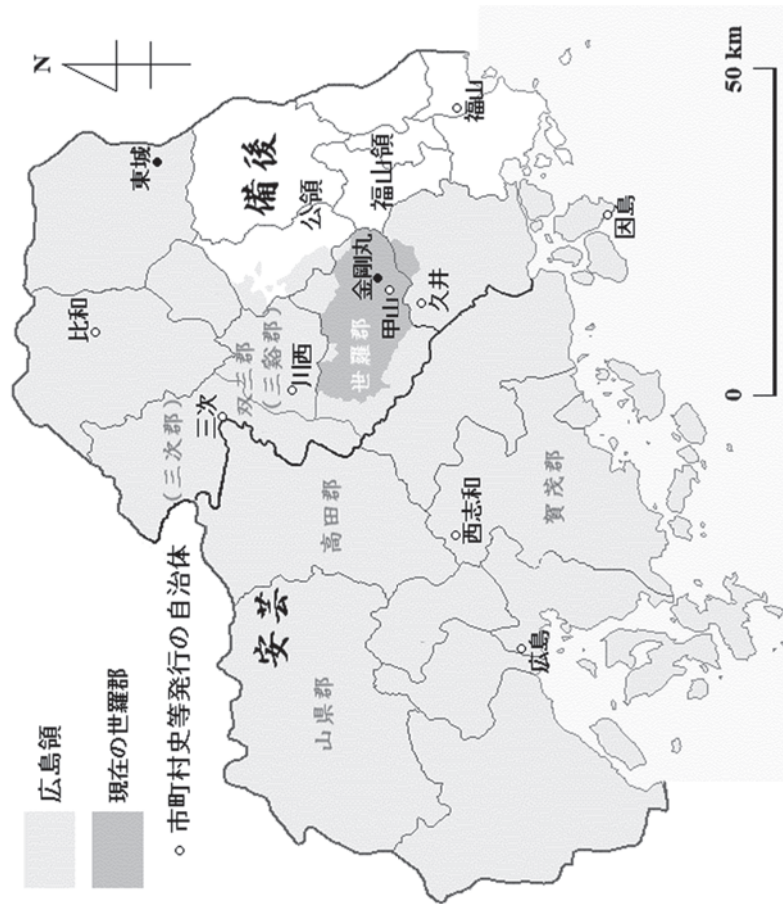 広島領
現在の世羅郡
市町村史等発行の自治体
N
東城
比和
備後
公領
福山領
福山
(三次郡)
三次
双三郡
(三谿郡)
川西
世羅郡
金剛丸
甲山
久井
因島
高田郡
安芸
山県郡
西志和
賀茂郡
広島
0
50 km